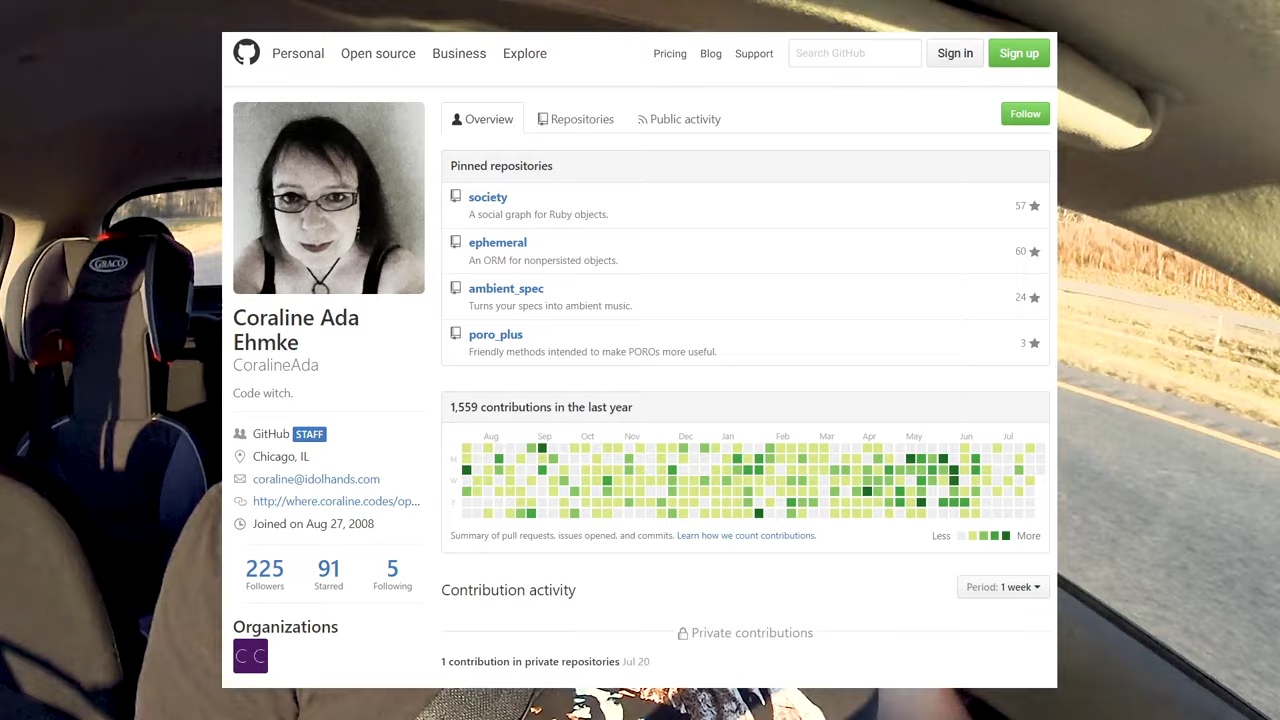 Personal Open source Business Explore Pricing Blog Support Search GitHub Sign in Sign up
GRACO
Overview Repositories Public activity Follow
Coraline Ada
Ehmke
CoralineAda
Code witch.
GitHub STAFF
Chicago, IL
coraline@idolhands.com
http://where.coraline.codes/op...
Joined on Aug 27, 2008
225 91 5
Followers Starred Following
Organizations
C C
Pinned repositories
society
A social graph for Ruby objects.
57
ephemeral
An ORM for nonpersisted objects.
60
ambient_spec
Turns your specs into ambient music.
24
poro_plus
Friendly methods intended to make POROs more useful.
3
1,559 contributions in the last year
Aug Sep Oct Nov Dec Jan Feb Mar Apr May Jun Jul
M
W
F
Summary of pull requests, issues opened, and commits. Learn how we count contributions. Less More
Contribution activity Period: 1 week
Private contributions
1 contribution in private repositories Jul 20